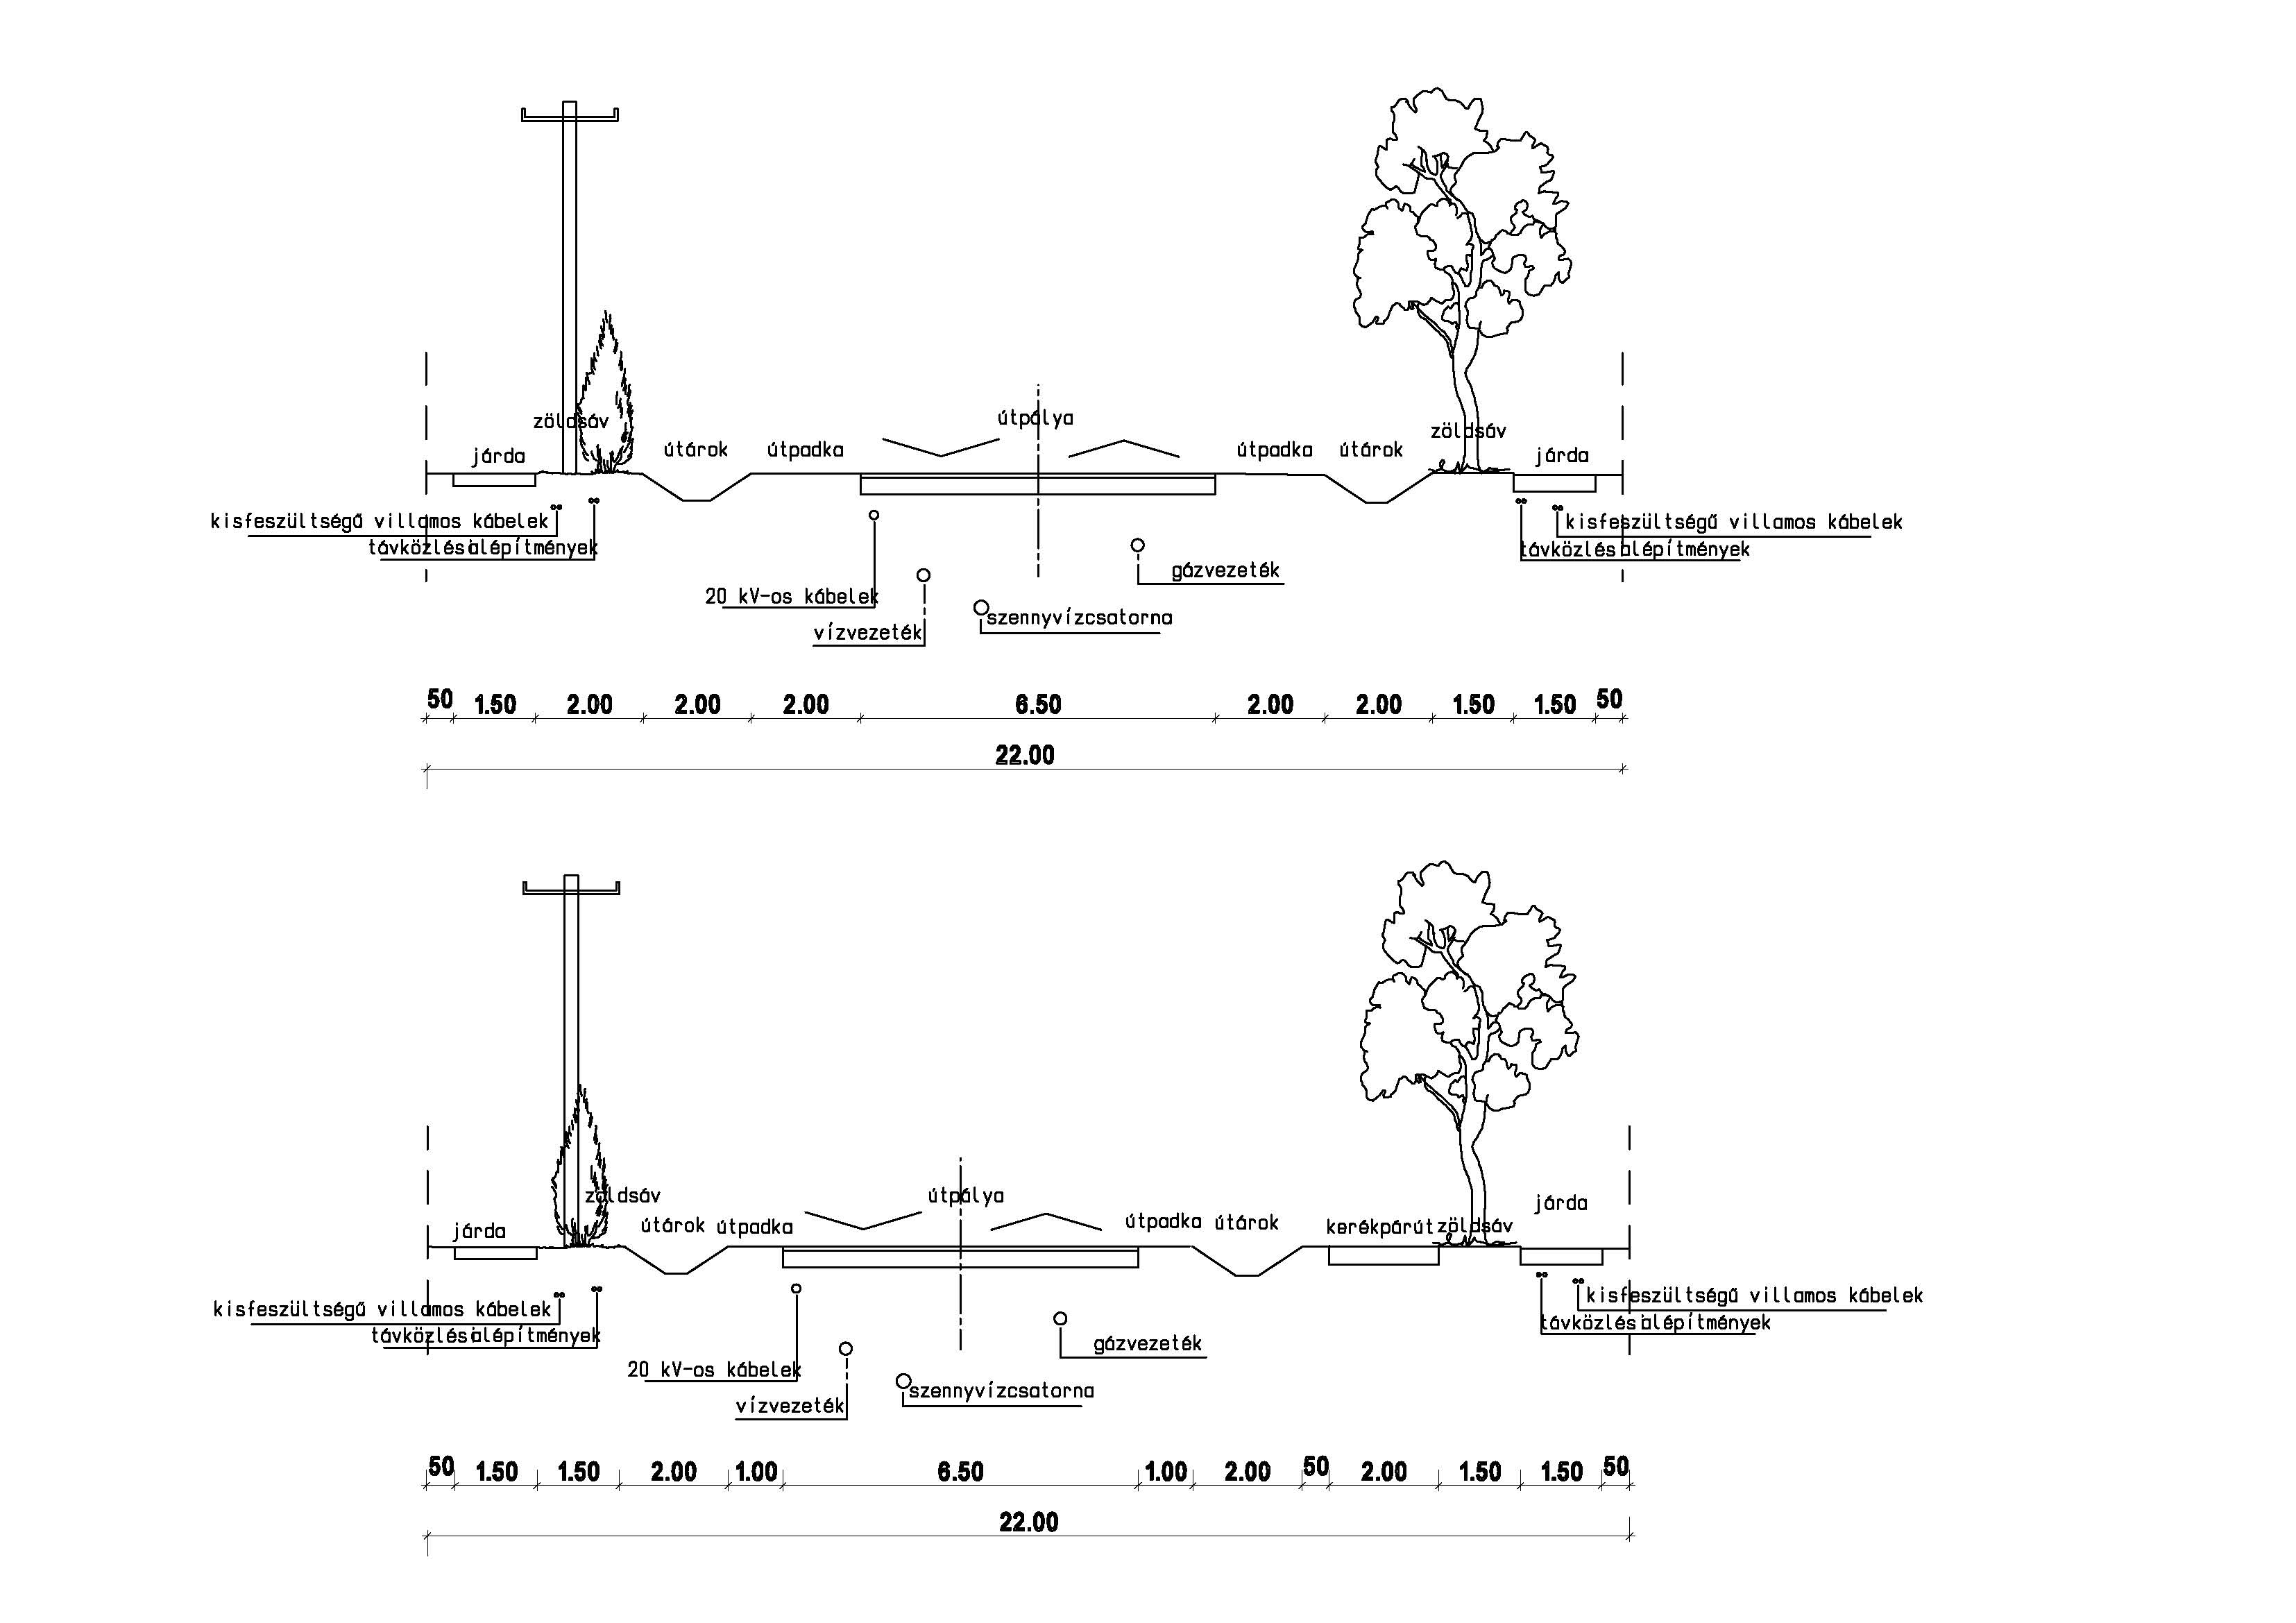 zöldsáv
útpálya
zöldsáv
járda
útárok
útpadka
útpadka
útárok
járda
kisfeszültségű villamos kábelek
kisfeszültségű villamos kábelek
távközlési alépítmények
távközlési alépítmények
gázvezeték
20 kV-os kábelek
szennyvízcsatorna
vízvezeték
50 1.50 2.00 2.00 2.00 6.50 2.00 2.00 1.50 1.50 50
22.00
zöldsáv
útpálya
járda
járda
útárok
útpadka
útpadka
útárok
kerékpárút
zöldsáv
kisfeszültségű villamos kábelek
kisfeszültségű villamos kábelek
távközlési alépítmények
távközlési alépítmények
gázvezeték
20 kV-os kábelek
szennyvízcsatorna
vízvezeték
50 1.50 1.50 2.00 1.00 6.50 1.00 2.00 50 2.00 1.50 1.50 50
22.00